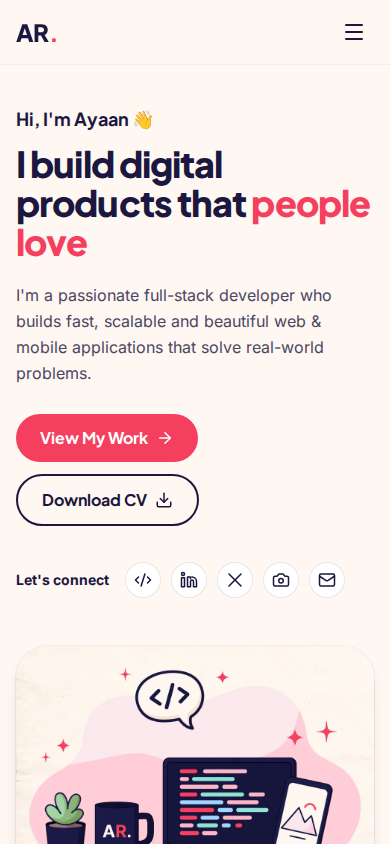 AR.
Hi, I'm Ayaan 👋
I build digital
products that people
love
I'm a passionate full-stack developer who
builds fast, scalable and beautiful web &
mobile applications that solve real-world
problems.
View My Work →
Download CV
Let's connect
</>
AR.